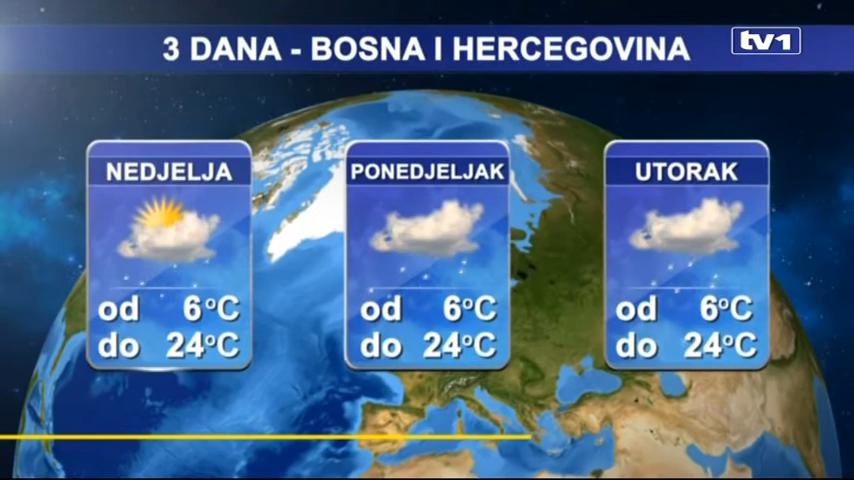 3 DANA - BOSNA I HERCEGOVINA
tv1
NEDJELJA
od 6°C
do 24°C
PONEDJELJAK
od 6°C
do 24°C
UTORAK
od 6°C
do 24°C